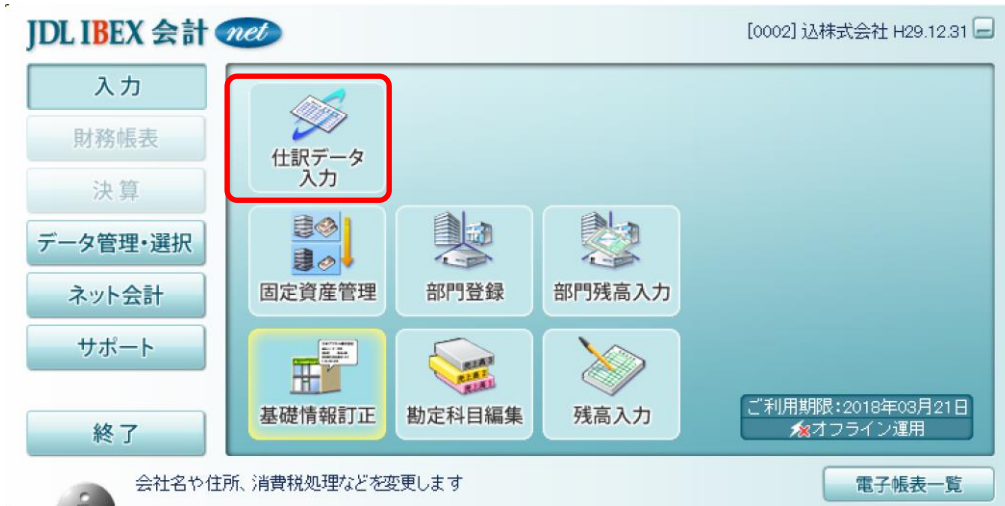 JDL IBEX 会計 net
[0002] 込株式会社 H29.12.31
入力
財務帳表
決算
データ管理・選択
ネット会計
サポート
終了
仕訳データ
入力
固定資産管理
部門登録
部門残高入力
基礎情報訂正
勘定科目編集
残高入力
ご利用期限:2018年03月21日
オフライン運用
会社名や住所、消費税処理などを変更します
電子帳表一覧